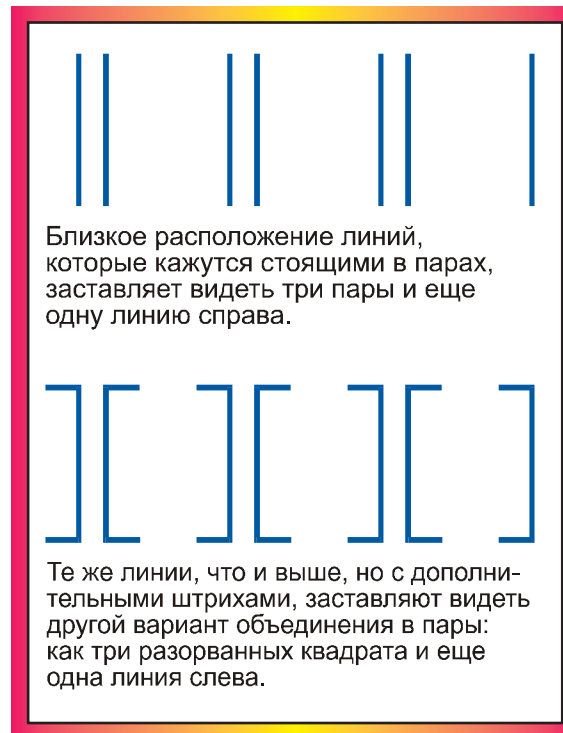 Близкое расположение линий,
которые кажутся стоящими в парах,
заставляет видеть три пары и еще
одну линию справа.
Те же линии, что и выше, но с дополни-
тельными штрихами, заставляют видеть
другой вариант объединения в пары:
как три разорванных квадрата и еще
одна линия слева.